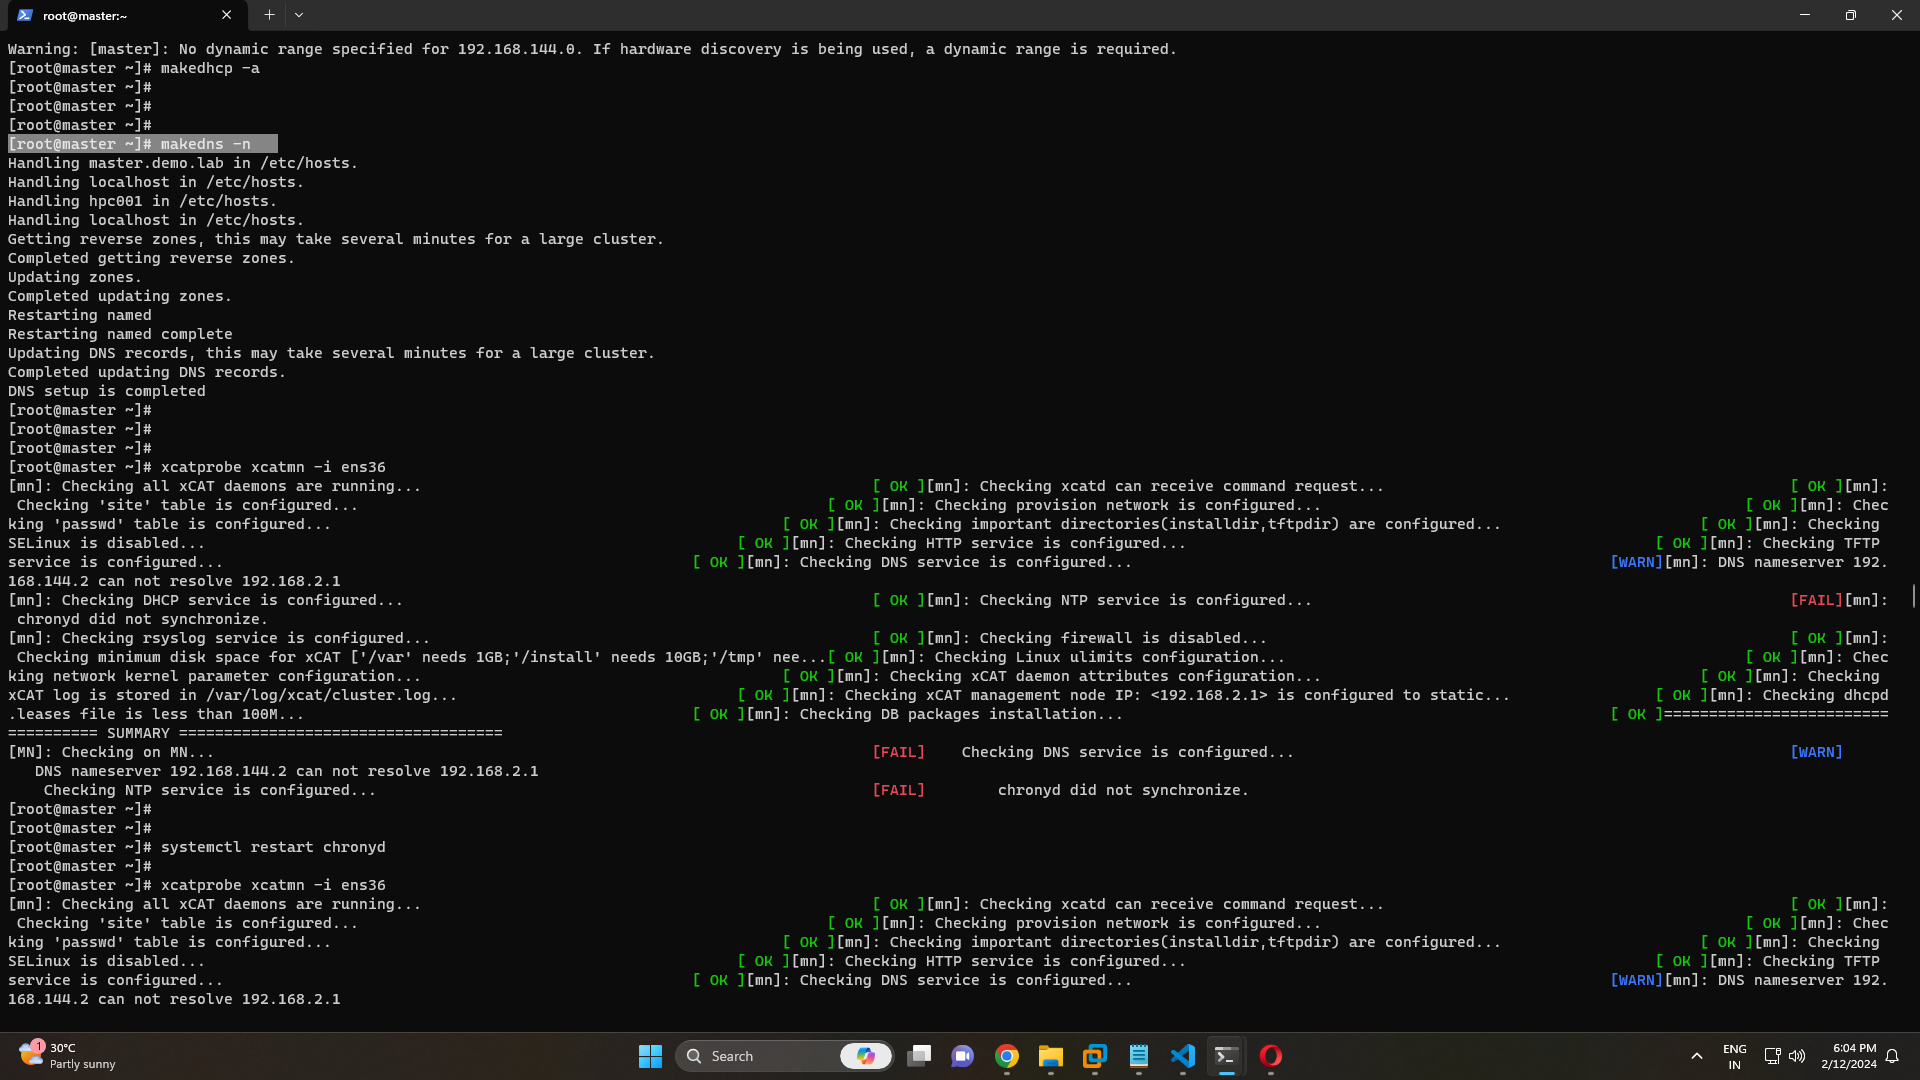 root@master:~
Warning: [master]: No dynamic range specified for 192.168.144.0. If hardware discovery is being used, a dynamic range is required.
[root@master ~]# makedhcp -a
[root@master ~]#
[root@master ~]#
[root@master ~]#
[root@master ~]# makedns -n
Handling master.demo.lab in /etc/hosts.
Handling localhost in /etc/hosts.
Handling hpc001 in /etc/hosts.
Handling localhost in /etc/hosts.
Getting reverse zones, this may take several minutes for a large cluster.
Completed getting reverse zones.
Updating zones.
Completed updating zones.
Restarting named
Restarting named complete
Updating DNS records, this may take several minutes for a large cluster.
Completed updating DNS records.
DNS setup is completed
[root@master ~]#
[root@master ~]#
[root@master ~]#
[root@master ~]# xcatprobe xcatmn -i ens36
[mn]: Checking all xCAT daemons are running... [ OK ][mn]: Checking xcatd can receive command request... [ OK ][mn]:
Checking 'site' table is configured... [ OK ][mn]: Checking provision network is configured... [ OK ][mn]: Chec
king 'passwd' table is configured... [ OK ][mn]: Checking important directories(installdir,tftpdir) are configured... [ OK ][mn]: Checking
SELinux is disabled... [ OK ][mn]: Checking HTTP service is configured... [ OK ][mn]: Checking TFTP
service is configured... [ OK ][mn]: Checking DNS service is configured... [WARN][mn]: DNS nameserver 192.
168.144.2 can not resolve 192.168.2.1
[mn]: Checking DHCP service is configured... [ OK ][mn]: Checking NTP service is configured... [FAIL][mn]:
chronyd did not synchronize.
[mn]: Checking rsyslog service is configured... [ OK ][mn]: Checking firewall is disabled... [ OK ][mn]:
Checking minimum disk space for xCAT ['/var' needs 1GB;'/install' needs 10GB;'/tmp' nee...[ OK ][mn]: Checking Linux ulimits configuration... [ OK ][mn]: Chec
king network kernel parameter configuration... [ OK ][mn]: Checking xCAT daemon attributes configuration... [ OK ][mn]: Checking
xCAT log is stored in /var/log/xcat/cluster.log... [ OK ][mn]: Checking xCAT management node IP: <192.168.2.1> is configured to static... [ OK ][mn]: Checking dhcpd
.leases file is less than 100M... [ OK ][mn]: Checking DB packages installation... [ OK ]=========================
========== SUMMARY ====================================
[MN]: Checking on MN... [FAIL] Checking DNS service is configured... [WARN]
DNS nameserver 192.168.144.2 can not resolve 192.168.2.1
Checking NTP service is configured... [FAIL] chronyd did not synchronize.
[root@master ~]#
[root@master ~]#
[root@master ~]# systemctl restart chronyd
[root@master ~]#
[root@master ~]# xcatprobe xcatmn -i ens36
[mn]: Checking all xCAT daemons are running... [ OK ][mn]: Checking xcatd can receive command request... [ OK ][mn]:
Checking 'site' table is configured... [ OK ][mn]: Checking provision network is configured... [ OK ][mn]: Chec
king 'passwd' table is configured... [ OK ][mn]: Checking important directories(installdir,tftpdir) are configured... [ OK ][mn]: Checking
SELinux is disabled... [ OK ][mn]: Checking HTTP service is configured... [ OK ][mn]: Checking TFTP
service is configured... [ OK ][mn]: Checking DNS service is configured... [WARN][mn]: DNS nameserver 192.
168.144.2 can not resolve 192.168.2.1
1
30°C
Partly sunny
Search
ENG
IN
6:04 PM
2/12/2024